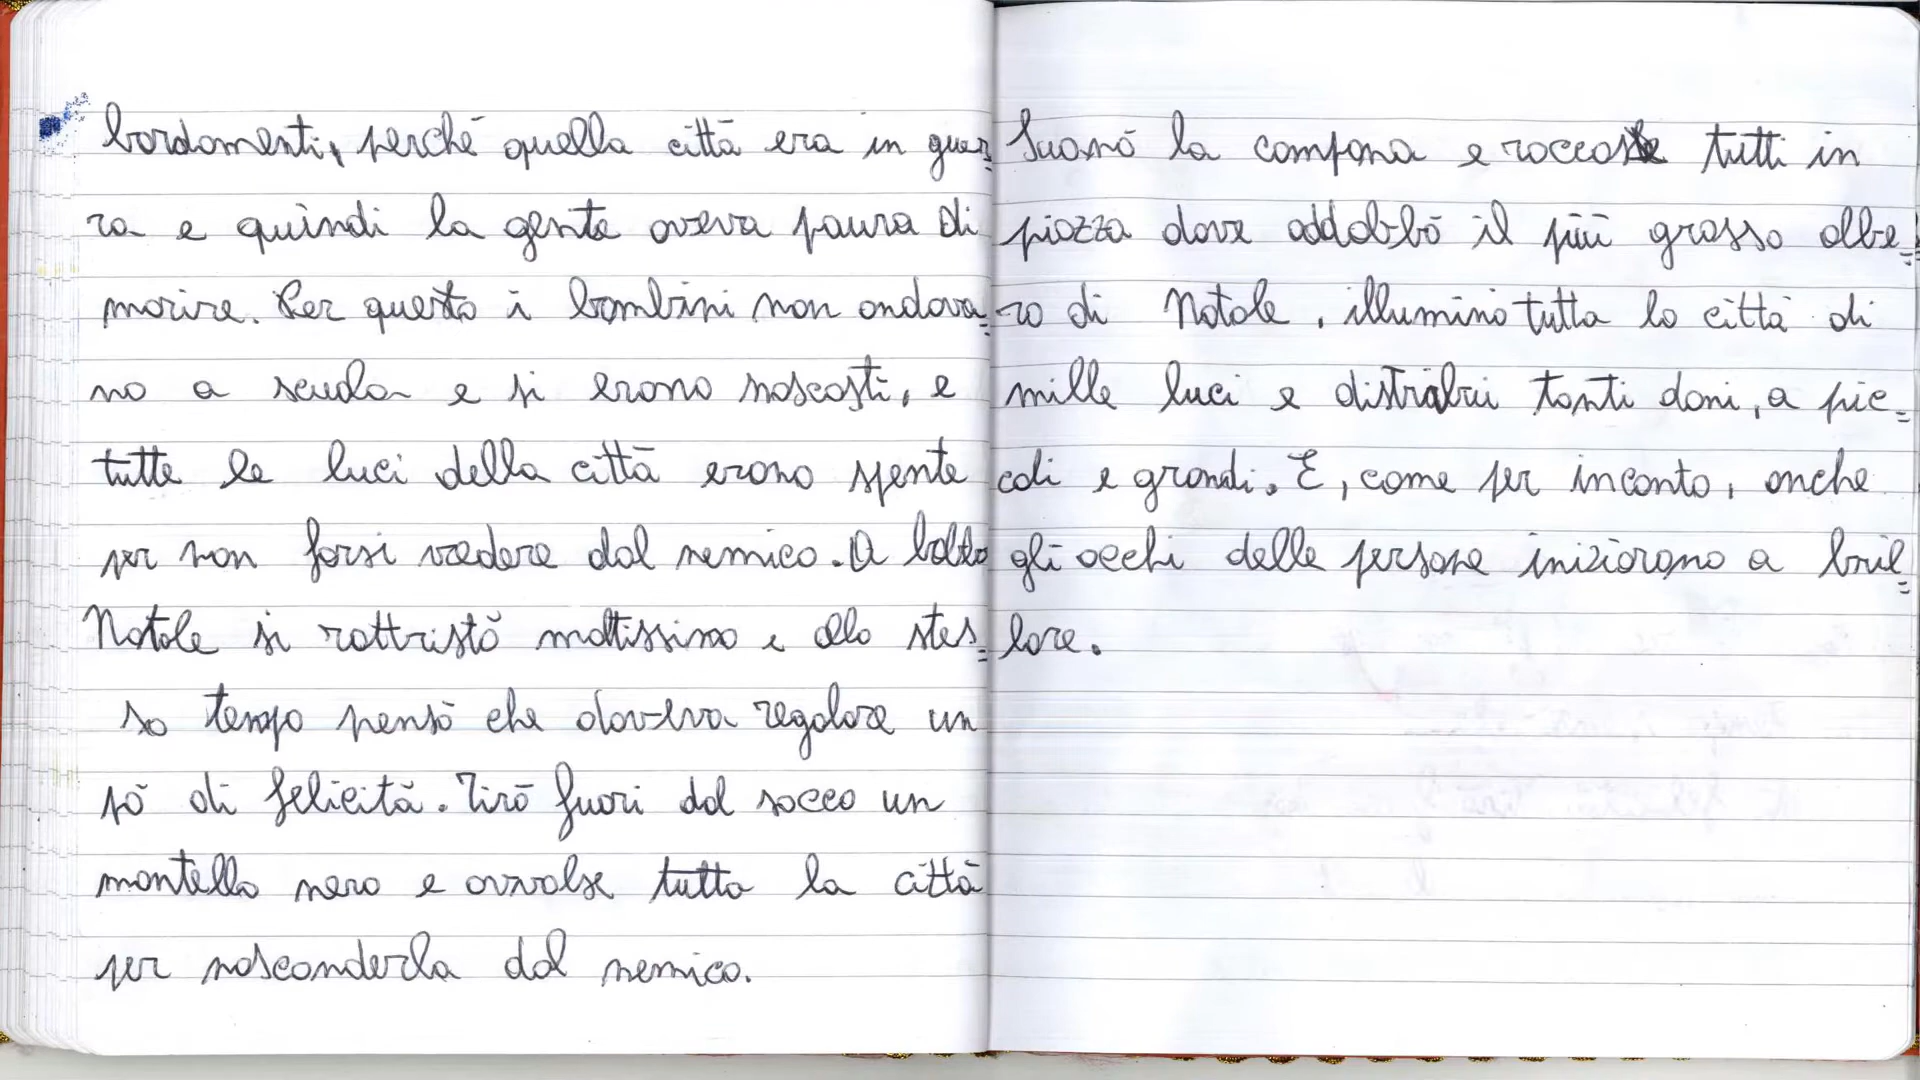 bordamenti, perché quella città era in guer=
ra e quindi la gente aveva paura di
morire. Per questo i bambini non andava=
no a scuola e si erano nascosti, e
tutte le luci della città erano spente
per non farsi vedere dal nemico. A babbo
Natale si rattristò moltissimo e allo stes=
so tempo pensò che doveva regalare un
pò di felicità. Tirò fuori dal sacco un
mantello nero e avvolse tutta la città
per nasconderla dal nemico.
Suonò la campana e raccolse tutti in
piazza dove addobbò il più grosso albe=
ro di Natale, illuminò tutta la città di
mille luci e distribuì tanti doni, a pic=
coli e grandi. E, come per incanto, anche
gli occhi delle persone iniziarono a bril=
lare.